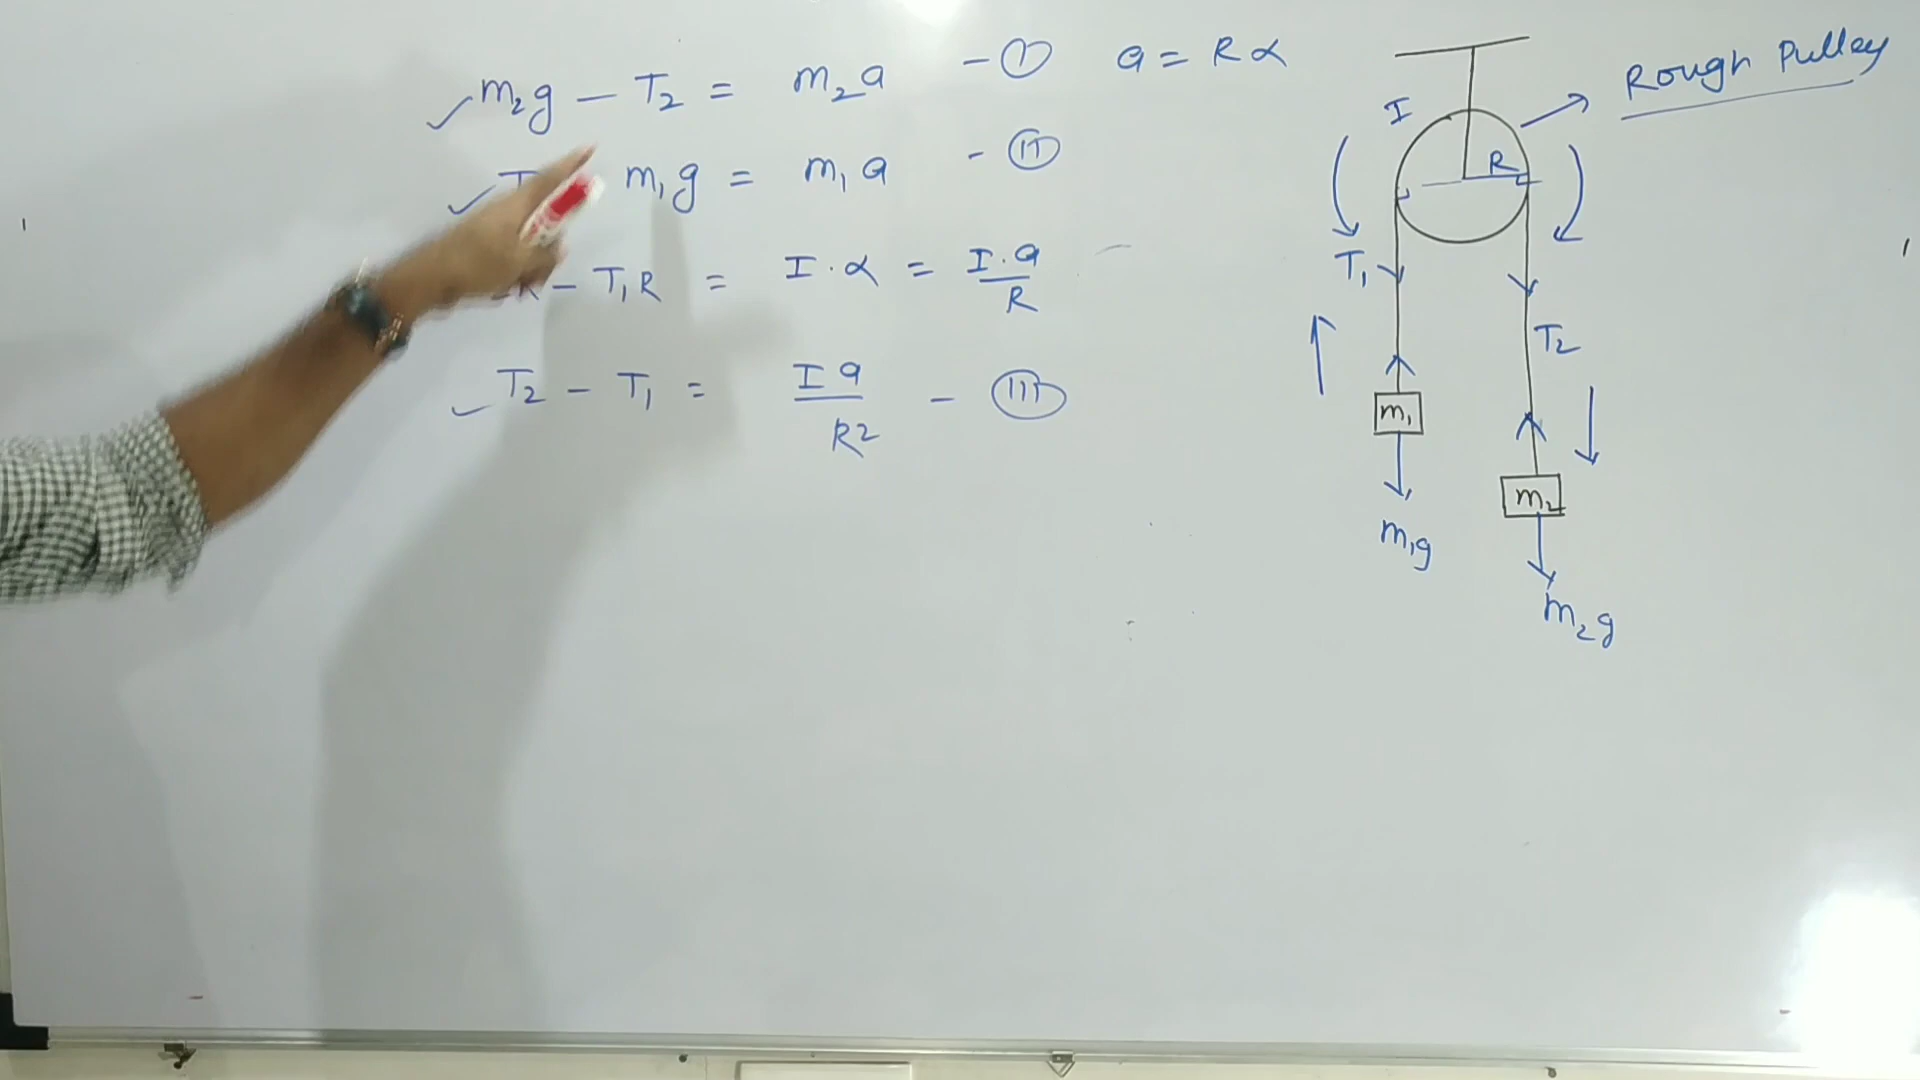 m₂g – T₂ = m₂a – I a = Rα
m₁g = m₁a – II
– T₁R = I·α = I·a/R
T₂ – T₁ = Ia/R² – III
Rough Pulley
I
R
T₁
T₂
m₁
m₂
m₁g
m₂g